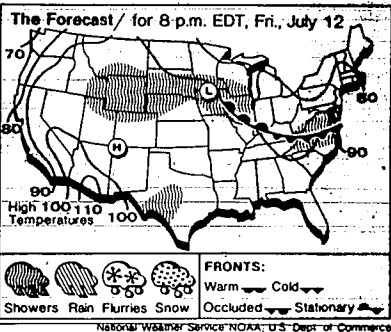 The Forecast/ for 8 p.m. EDT, Fri., July 12
70
L
80
80
H
90
90
High 100 110
Temperatures 100
FRONTS:
Warm Cold
Showers Rain Flurries Snow
Occluded Stationary
National Weather Service NOAA, U.S. Dept. of Commerce